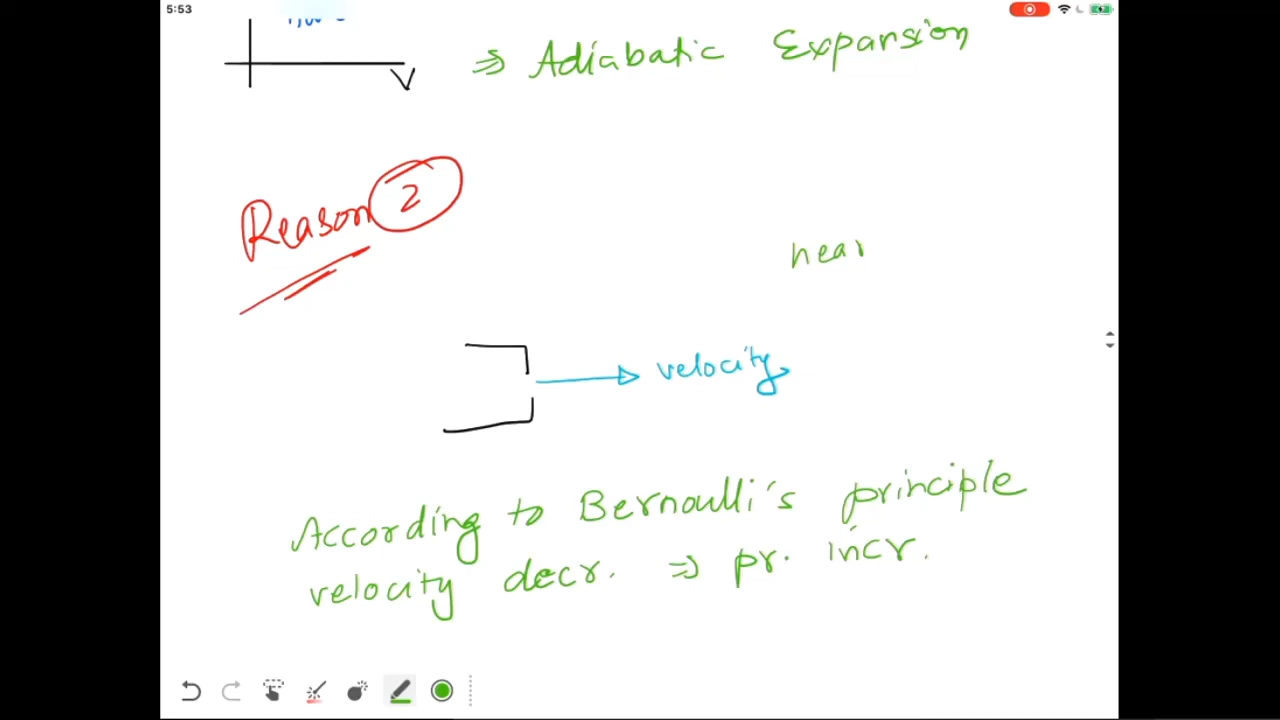 5:53
V
⇒ Adiabatic Expansion
Reason 2
near
velocity
According to Bernoulli's principle
velocity decr. ⇒ pr. incr.